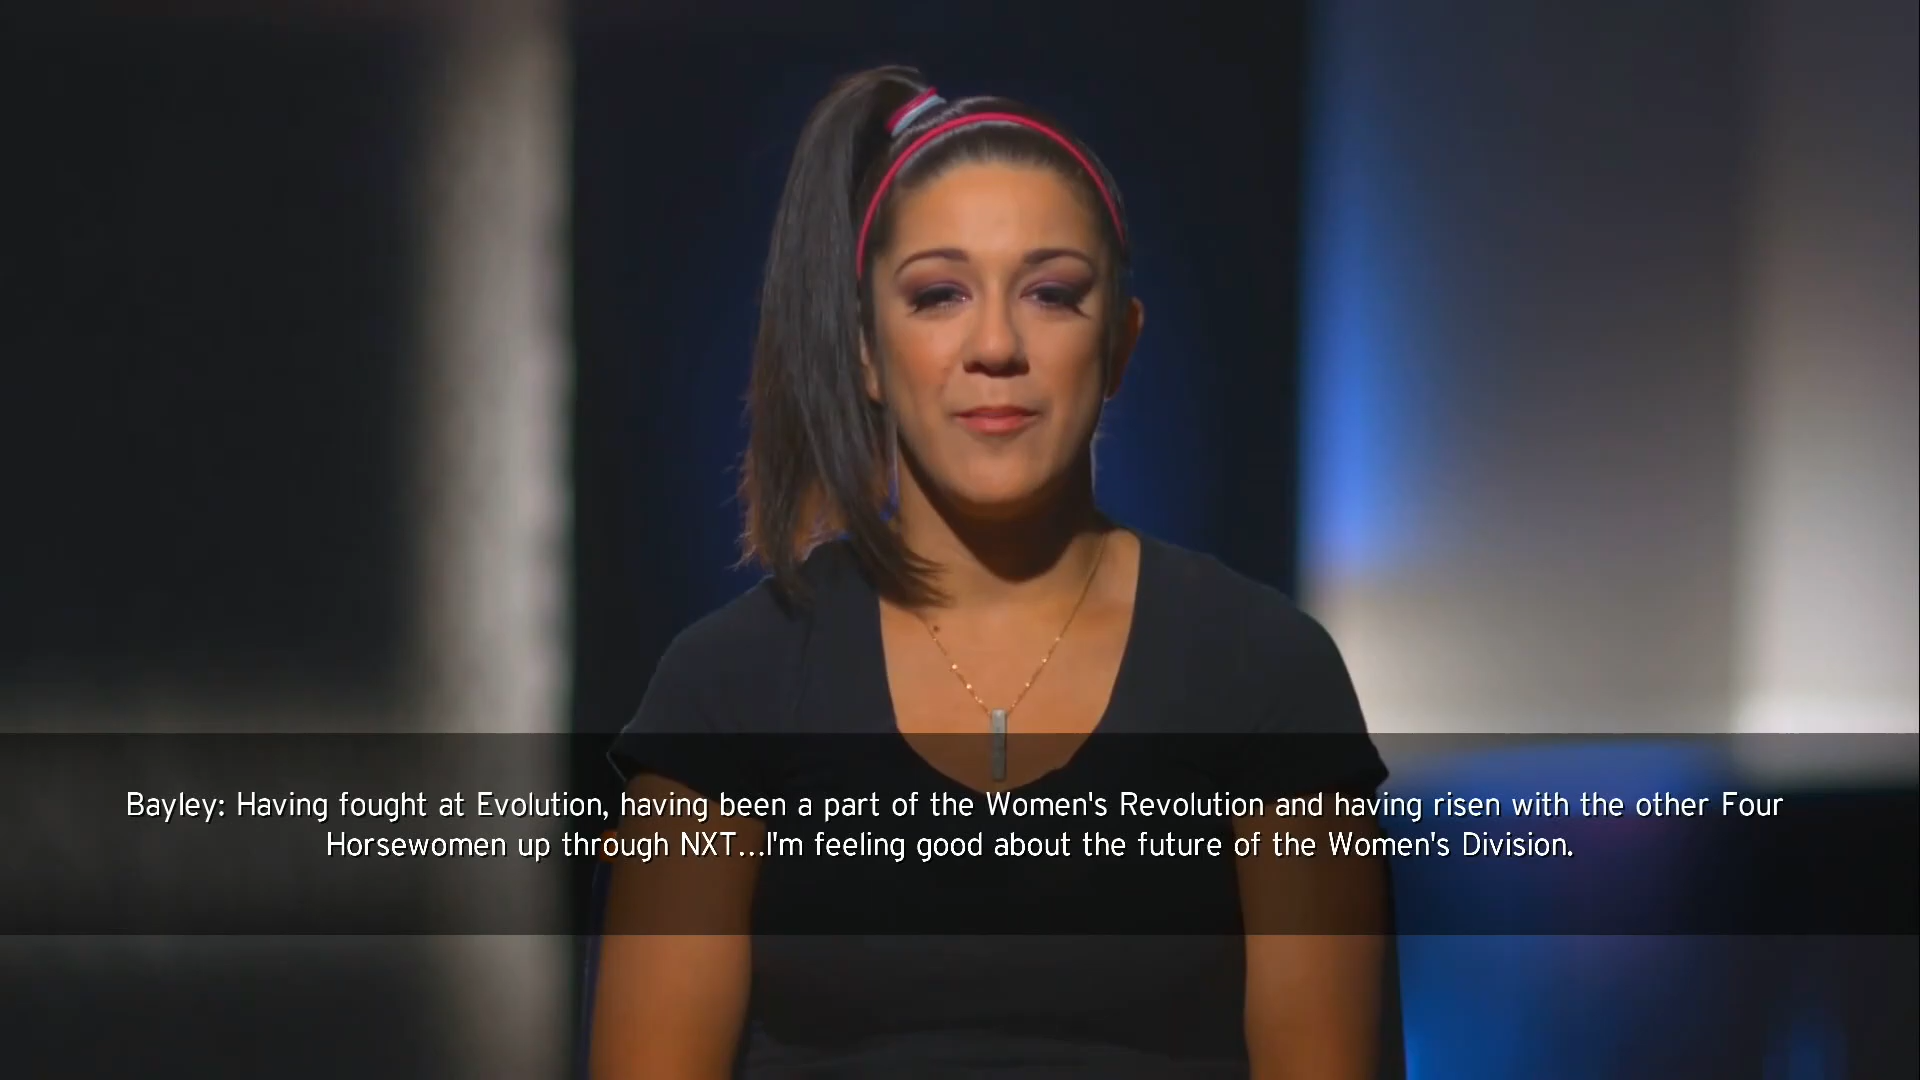 Bayley: Having fought at Evolution, having been a part of the Women's Revolution and having risen with the other Four
Horsewomen up through NXT...I'm feeling good about the future of the Women's Division.